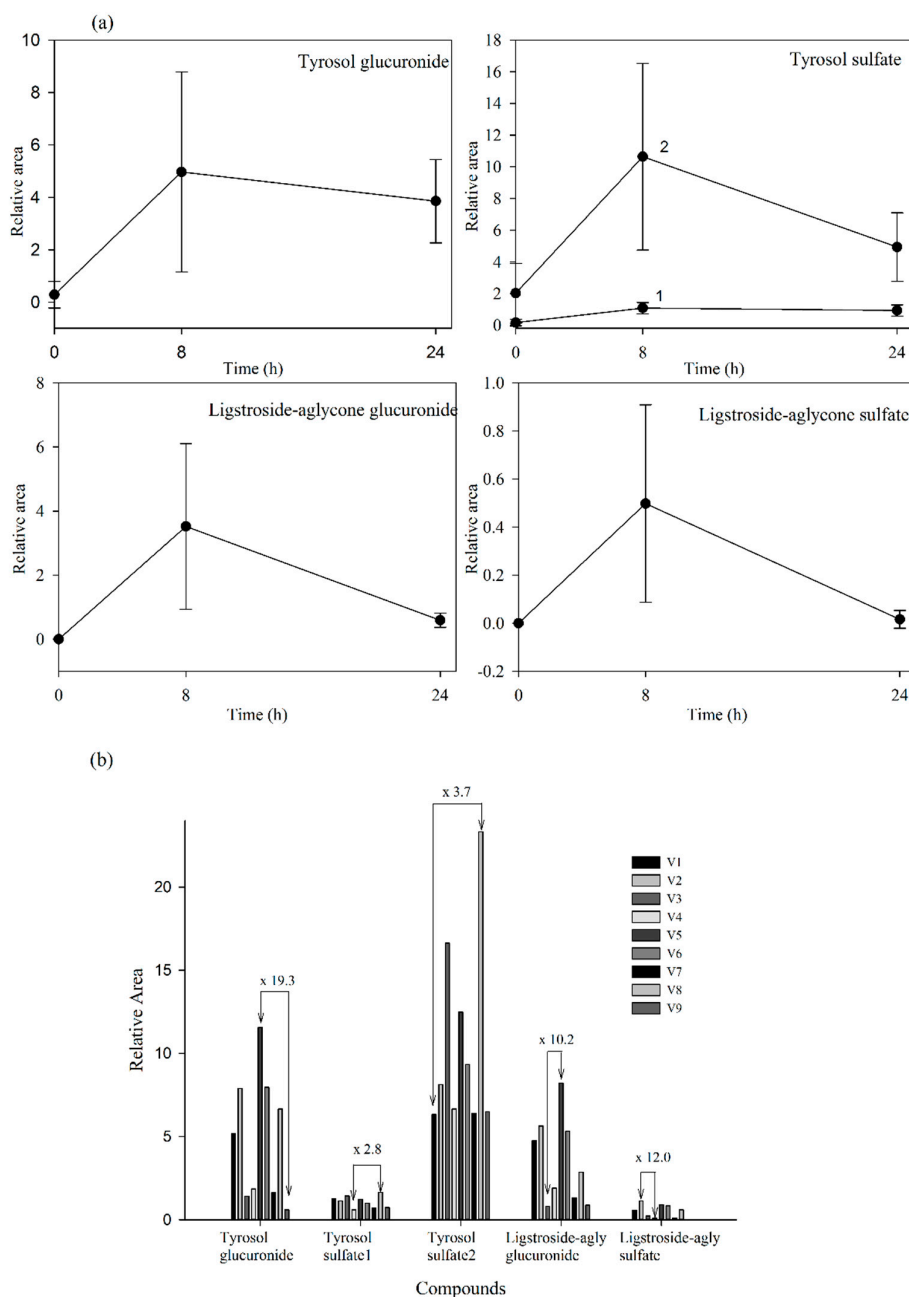 (a)
Tyrosol glucuronide
10
8
6
4
2
0
Relative area
0
8
24
Time (h)
Tyrosol sulfate
18
16
14
12
10
8
6
4
2
0
Relative area
2
1
0
8
24
Time (h)
Ligstroside-aglycone glucuronide
8
6
4
2
0
Relative area
0
8
24
Time (h)
Ligstroside-aglycone sulfate
1.0
0.8
0.6
0.4
0.2
0.0
-0.2
Relative area
0
8
24
Time (h)
(b)
x 3.7
x 19.3
x 2.8
x 10.2
x 12.0
V1
V2
V3
V4
V5
V6
V7
V8
V9
20
15
10
5
0
Relative Area
Tyrosol
glucuronide
Tyrosol
sulfate1
Tyrosol
sulfate2
Ligstroside-agly
glucuronide
Ligstroside-agly
sulfate
Compounds